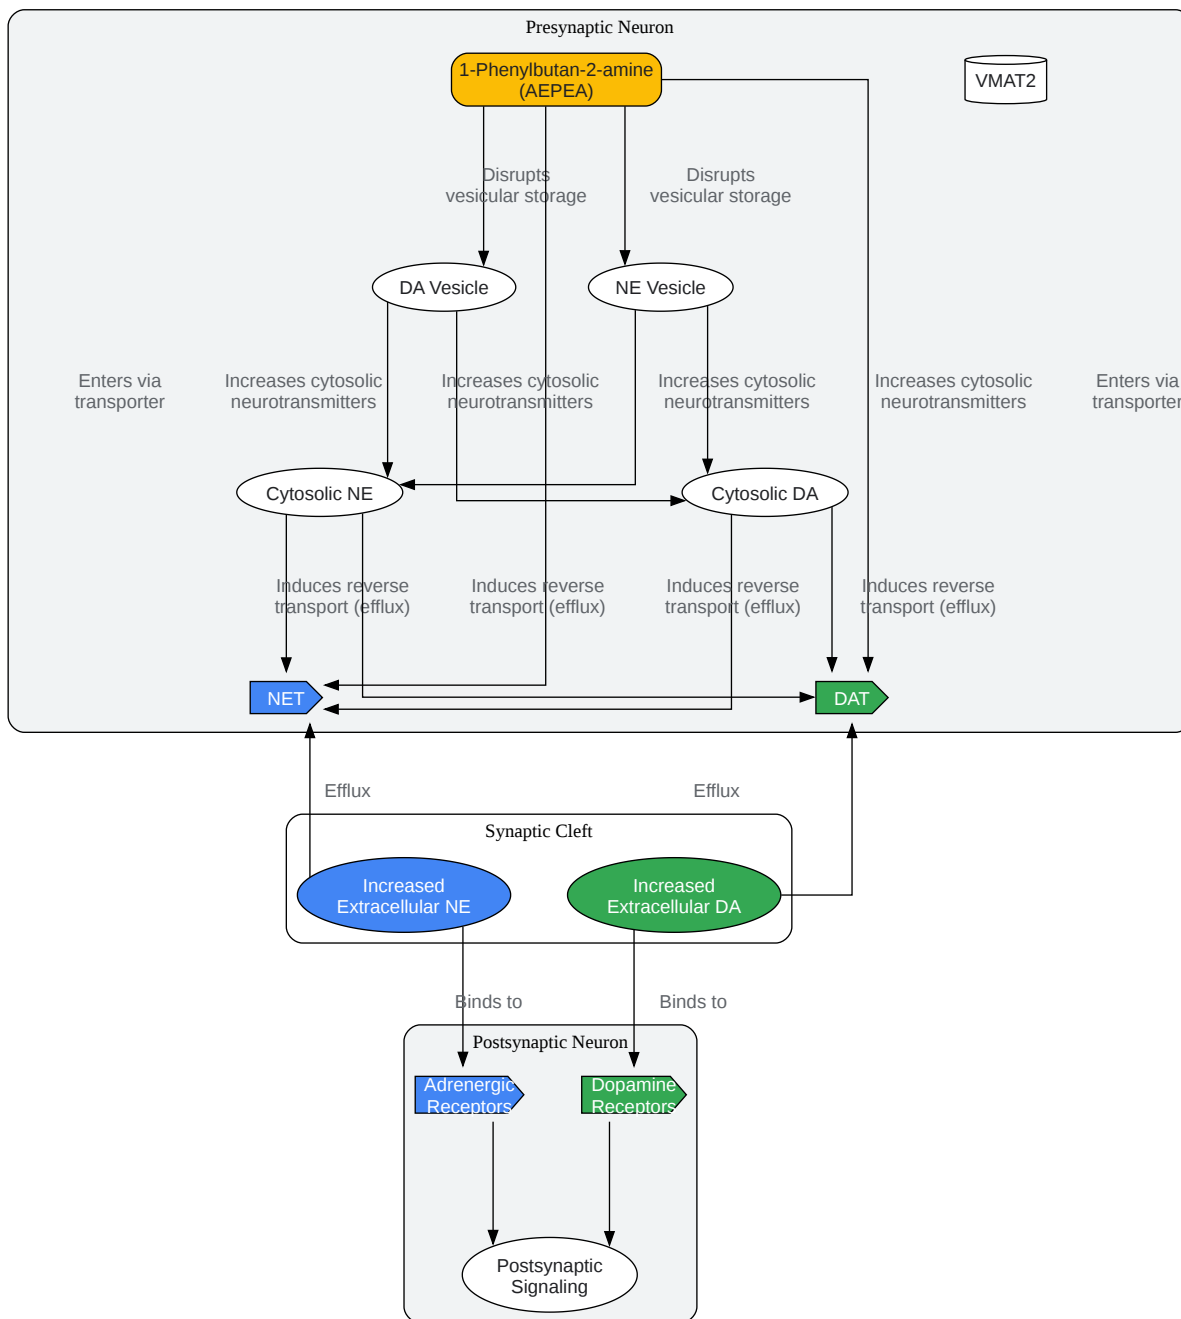 Presynaptic Neuron
1-Phenylbutan-2-amine
(AEPEA)
VMAT2
Disrupts
vesicular storage
Disrupts
vesicular storage
DA Vesicle
NE Vesicle
Enters via
transporter
Increases cytosolic
neurotransmitters
Increases cytosolic
neurotransmitters
Increases cytosolic
neurotransmitters
Increases cytosolic
neurotransmitters
Enters via
transporter
Cytosolic NE
Cytosolic DA
Induces reverse
transport (efflux)
Induces reverse
transport (efflux)
Induces reverse
transport (efflux)
Induces reverse
transport (efflux)
NET
DAT
Efflux
Efflux
Synaptic Cleft
Increased
Extracellular NE
Increased
Extracellular DA
Binds to
Binds to
Postsynaptic Neuron
Adrenergic
Receptors
Dopamine
Receptors
Postsynaptic
Signaling